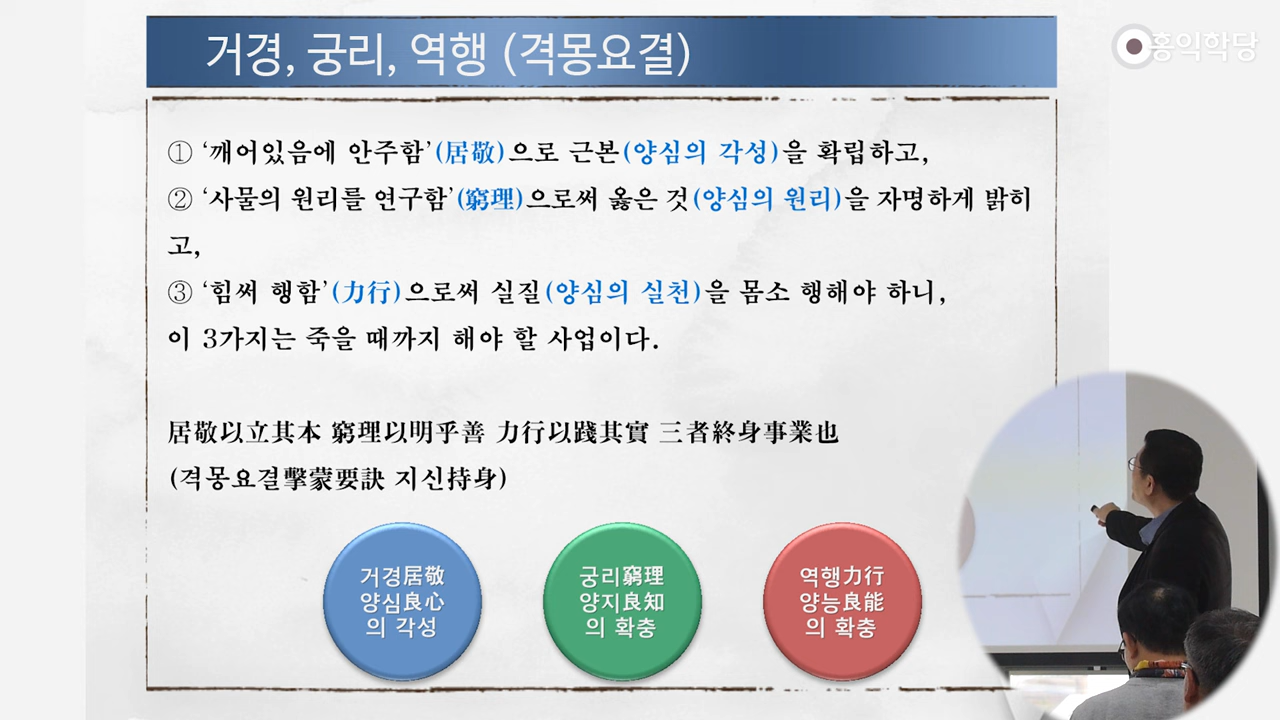 거경, 궁리, 역행 (격몽요결)
홍익학당
① ‘깨어있음에 안주함’(居敬)으로 근본(양심의 각성)을 확립하고,
② ‘사물의 원리를 연구함’(窮理)으로써 옳은 것(양심의 원리)을 자명하게 밝히
고,
③ ‘힘써 행함’(力行)으로써 실질(양심의 실천)을 몸소 행해야 하니,
이 3가지는 죽을 때까지 해야 할 사업이다.
居敬以立其本 窮理以明乎善 力行以踐其實 三者終身事業也
(격몽요결擊蒙要訣 지신持身)
거경居敬
양심良心
의 각성
궁리窮理
양지良知
의 확충
역행力行
양능良能
의 확충